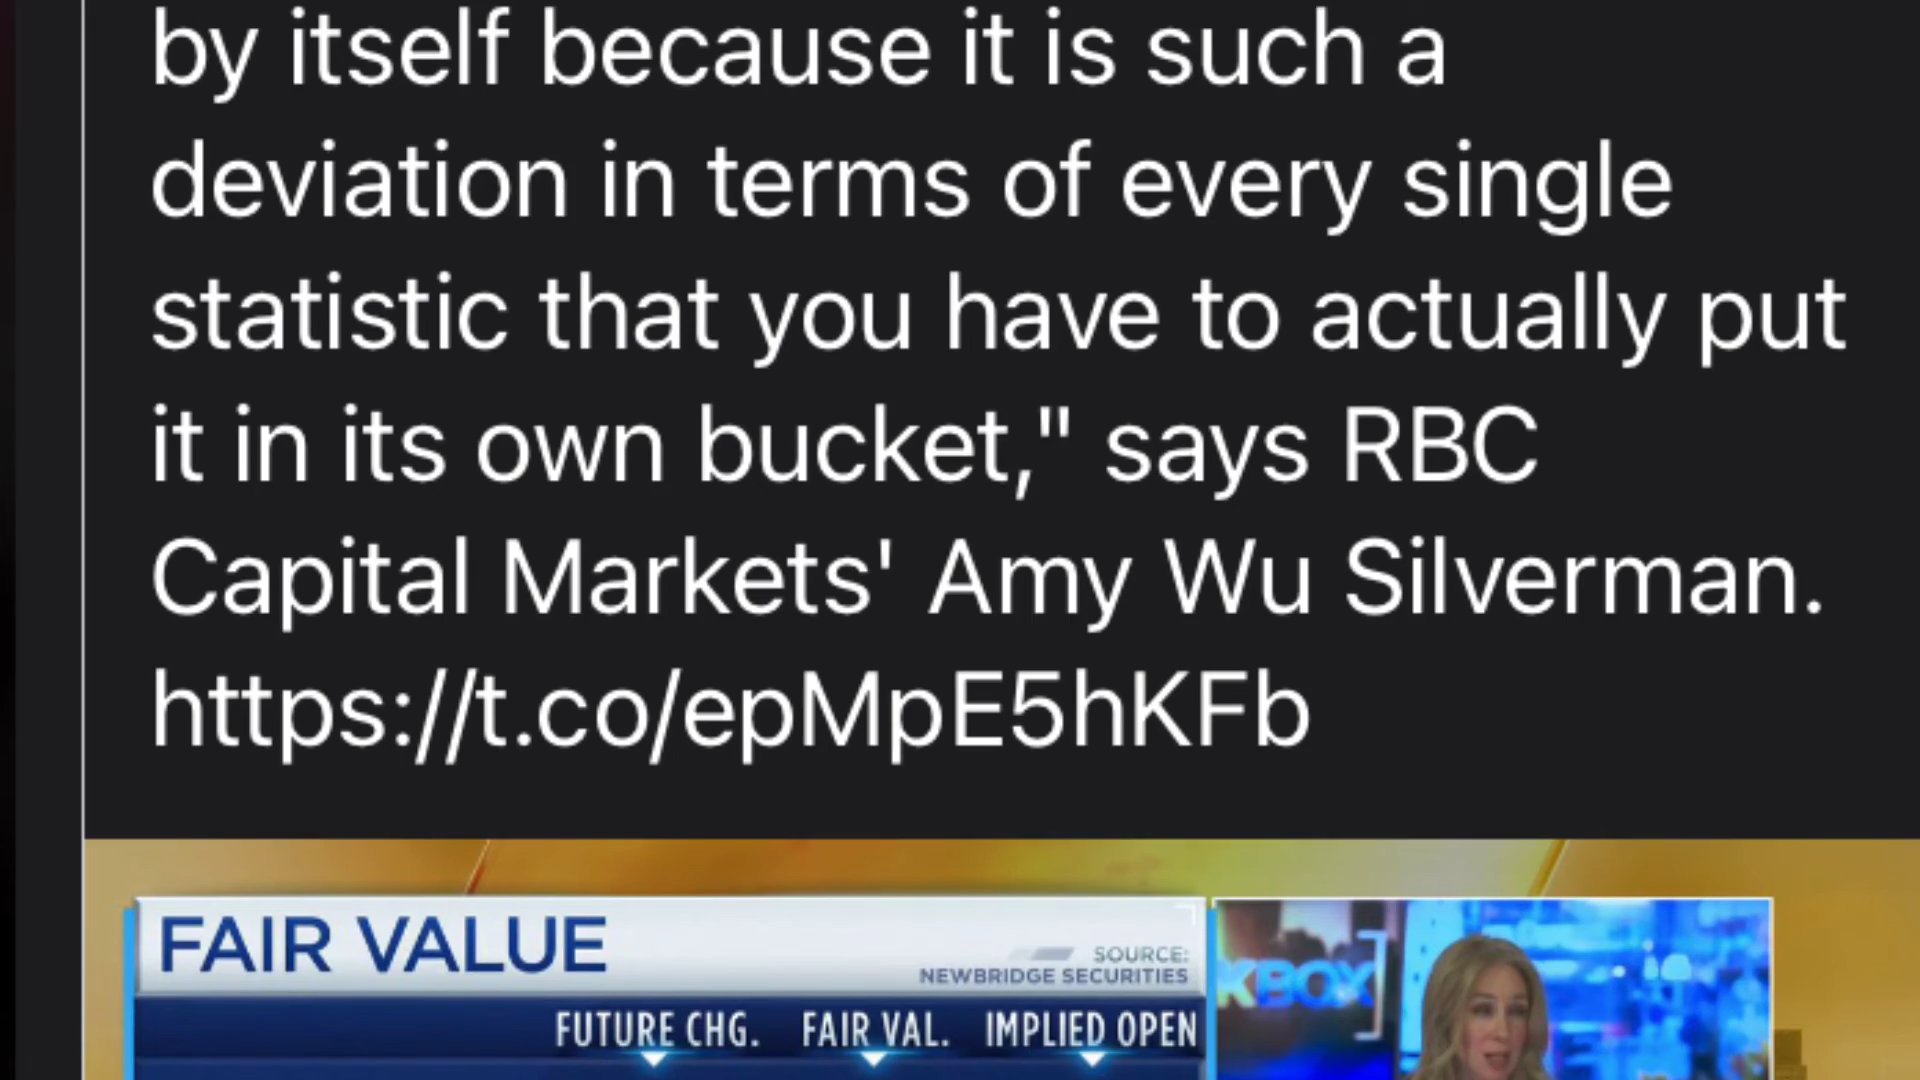 by itself because it is such a
deviation in terms of every single
statistic that you have to actually put
it in its own bucket," says RBC
Capital Markets' Amy Wu Silverman.
https://t.co/epMpE5hKFb
FAIR VALUE
SOURCE:
NEWBRIDGE SECURITIES
KBOX
FUTURE CHG. FAIR VAL. IMPLIED OPEN